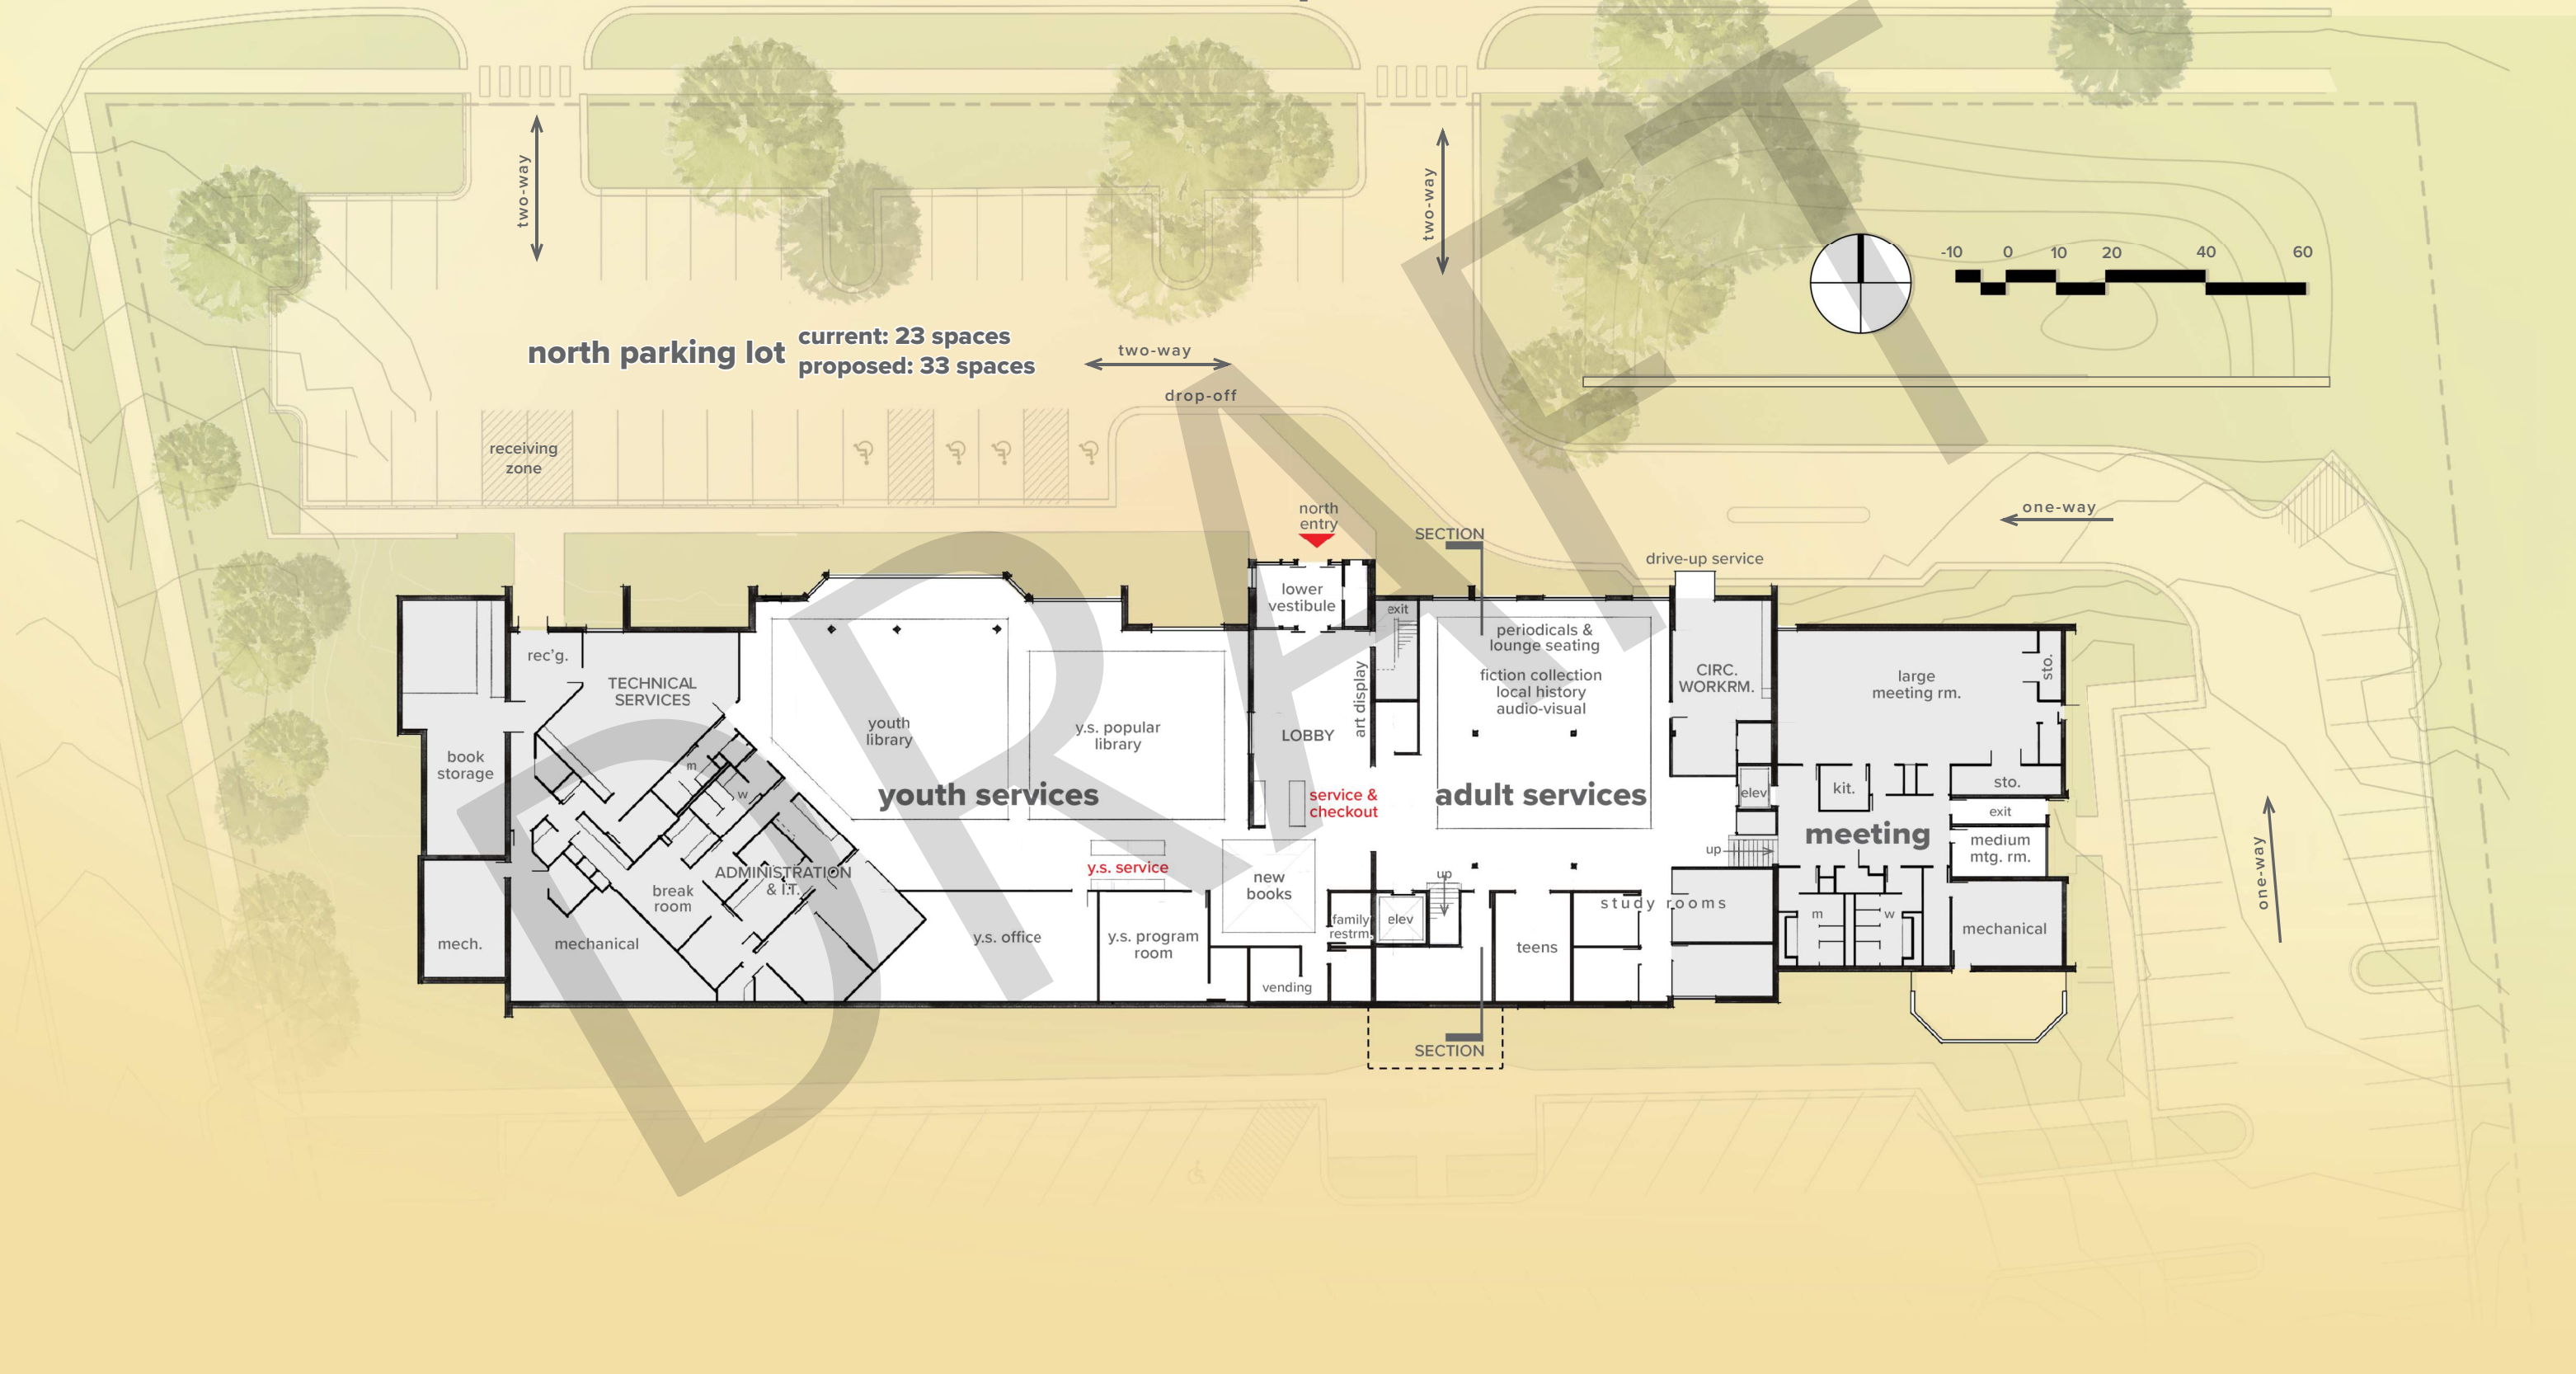 two-way
two-way
-10 0 10 20 40 60
north parking lot
current: 23 spaces
proposed: 33 spaces
two-way
drop-off
receiving
zone
one-way
north
entry
SECTION
drive-up service
lower
vestibule
exit
periodicals &
lounge seating
fiction collection
local history
audio-visual
rec'g.
TECHNICAL
SERVICES
CIRC.
WORKRM.
large
meeting rm.
sto.
art display
youth
library
y.s. popular
library
LOBBY
book
storage
m
w
youth services
service &
checkout
adult services
elev
kit.
sto.
exit
meeting
medium
mtg. rm.
up
one-way
y.s. service
ADMINISTRATION
& I.T.
break
room
new
books
up
study rooms
family
restrm.
elev
m
w
mechanical
mech.
mechanical
y.s. office
y.s. program
room
teens
vending
SECTION
DRAFT